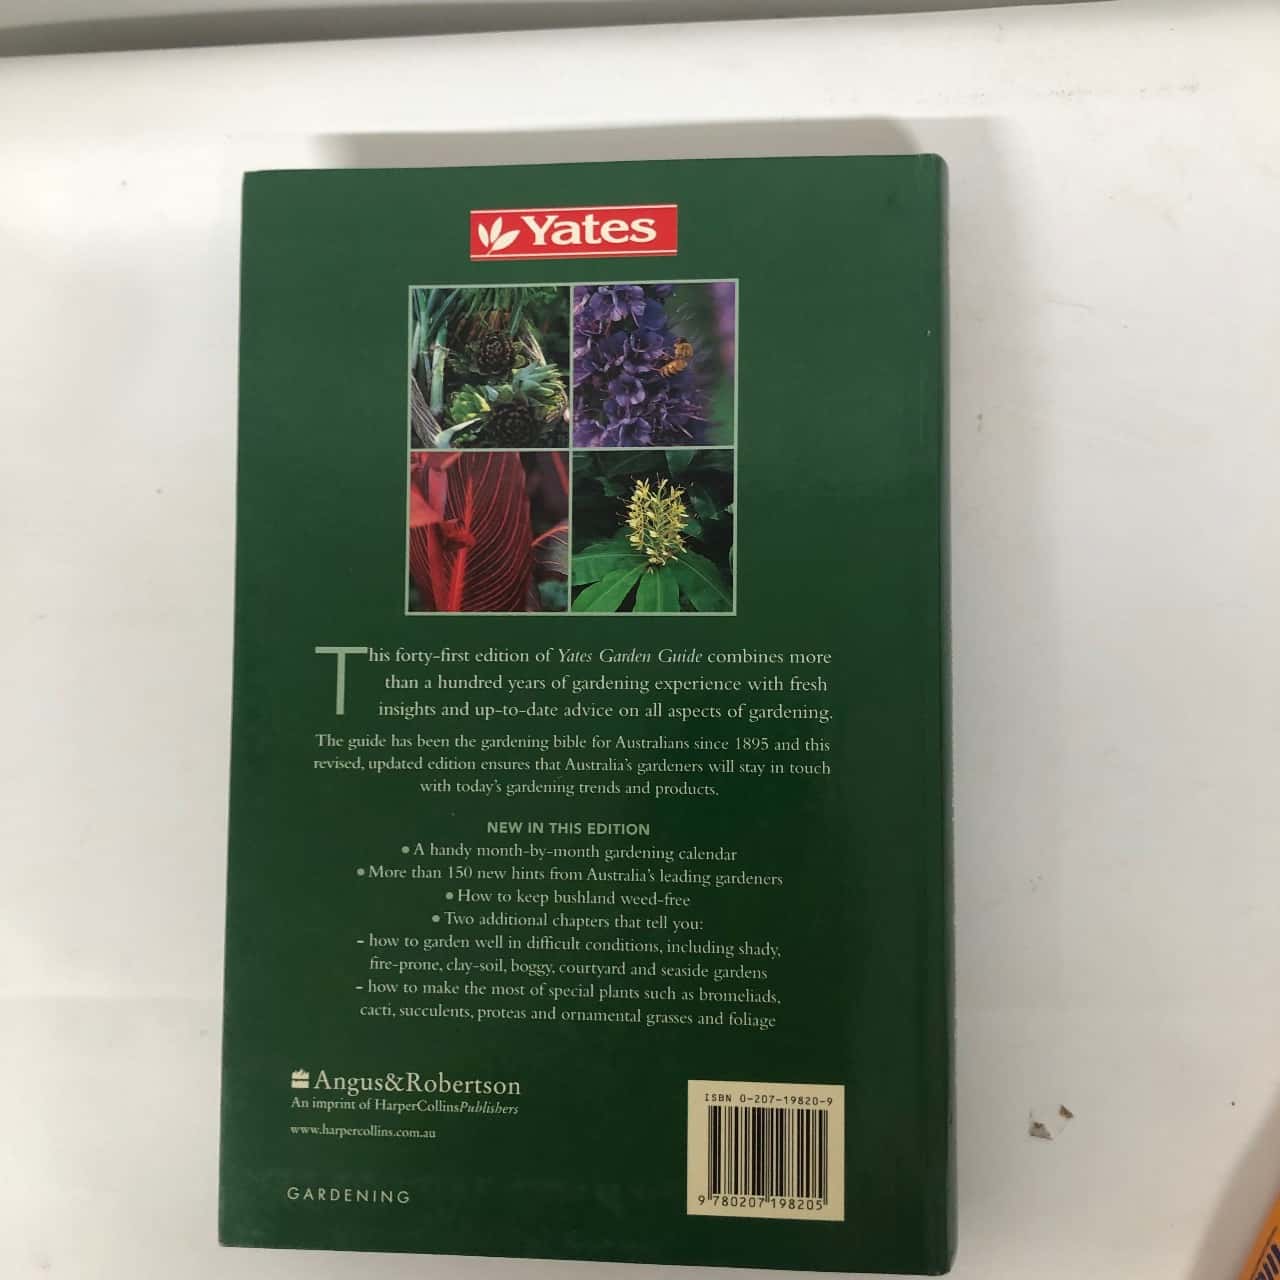 Yates
This forty-first edition of Yates Garden Guide combines more
than a hundred years of gardening experience with fresh
insights and up-to-date advice on all aspects of gardening.
The guide has been the gardening bible for Australians since 1895 and this
revised, updated edition ensures that Australia's gardeners will stay in touch
with today's gardening trends and products.
NEW IN THIS EDITION
• A handy month-by-month gardening calendar
• More than 150 new hints from Australia's leading gardeners
• How to keep bushland weed-free
• Two additional chapters that tell you:
– how to garden well in difficult conditions, including shady,
fire-prone, clay-soil, boggy, courtyard and seaside gardens
– how to make the most of special plants such as bromeliads,
cacti, succulents, proteas and ornamental grasses and foliage
Angus&Robertson
An imprint of HarperCollinsPublishers
www.harpercollins.com.au
GARDENING
ISBN 0-207-19820-9
9 780207 198205